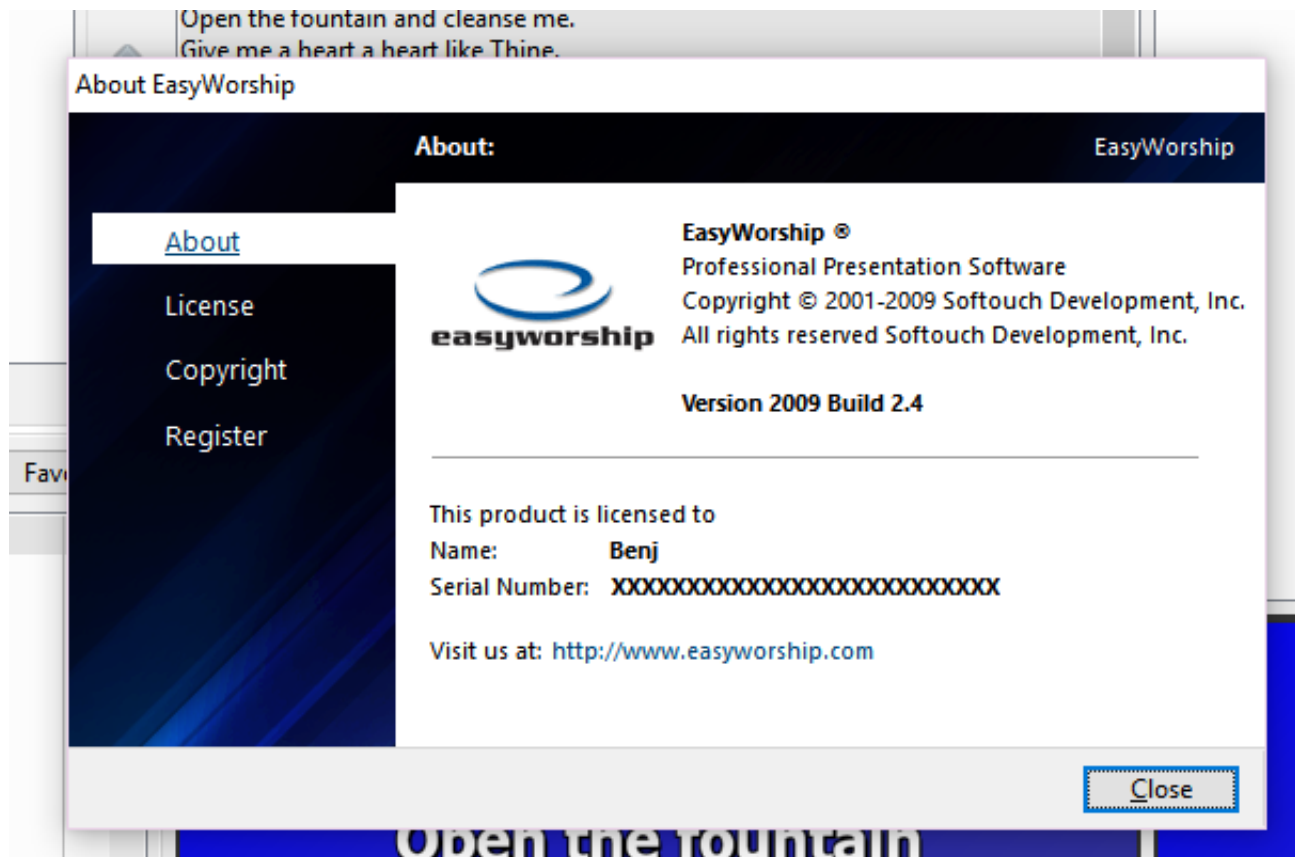 Open the fountain and cleanse me.
Give me a heart a heart like Thine.
About EasyWorship
About: EasyWorship
About
License
Copyright
Register
easyworship
EasyWorship ®
Professional Presentation Software
Copyright © 2001-2009 Softouch Development, Inc.
All rights reserved Softouch Development, Inc.
Version 2009 Build 2.4
This product is licensed to
Name: Benj
Serial Number: XXXXXXXXXXXXXXXXXXXXXXXXXX
Visit us at: http://www.easyworship.com
Close
Open the fountain